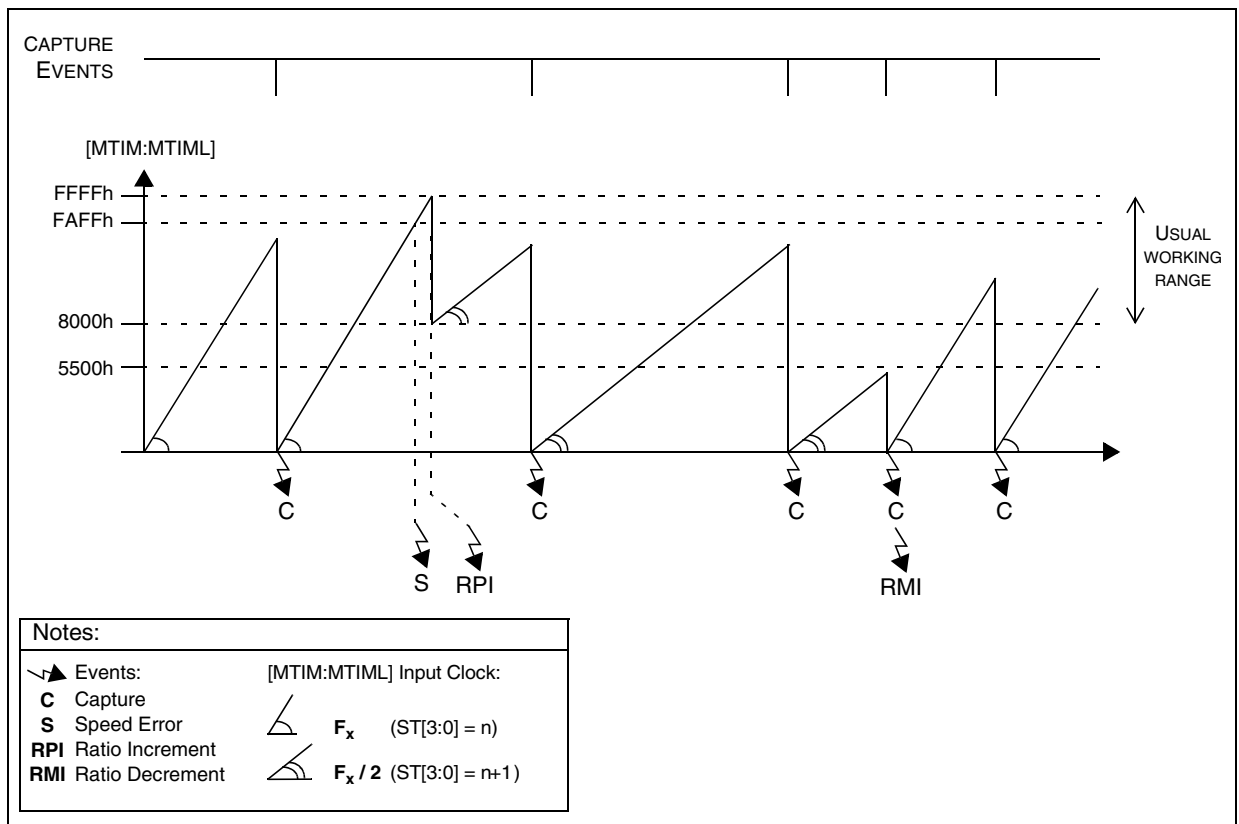 CAPTURE
EVENTS
[MTIM:MTIML]
FFFFh
FAFFh
8000h
5500h
USUAL
WORKING
RANGE
C
C
C
C
C
S
RPI
RMI
Notes:
Events:
[MTIM:MTIML] Input Clock:
C Capture
S Speed Error
Fx (ST[3:0] = n)
RPI Ratio Increment
RMI Ratio Decrement
Fx / 2 (ST[3:0] = n+1)